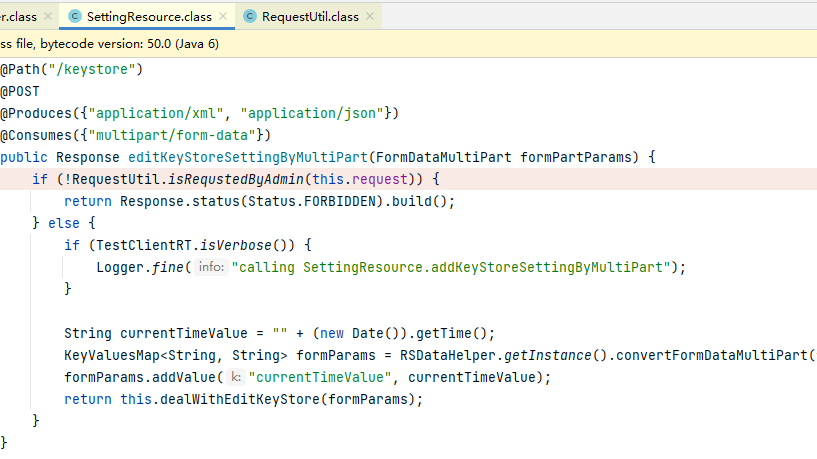 r.class SettingResource.class RequestUtil.class
ss file, bytecode version: 50.0 (Java 6)
@Path("/keystore")
@POST
@Produces({"application/xml", "application/json"})
@Consumes({"multipart/form-data"})
public Response editKeyStoreSettingByMultiPart(FormDataMultiPart formPartParams) {
if (!RequestUtil.isRequstedByAdmin(this.request)) {
return Response.status(Status.FORBIDDEN).build();
} else {
if (TestClientRT.isVerbose()) {
Logger.fine( info: "calling SettingResource.addKeyStoreSettingByMultiPart");
}
String currentTimeValue = "" + (new Date()).getTime();
KeyValuesMap<String, String> formParams = RSDataHelper.getInstance().convertFormDataMultiPart(
formParams.addValue( k: "currentTimeValue", currentTimeValue);
return this.dealWithEditKeyStore(formParams);
}
}